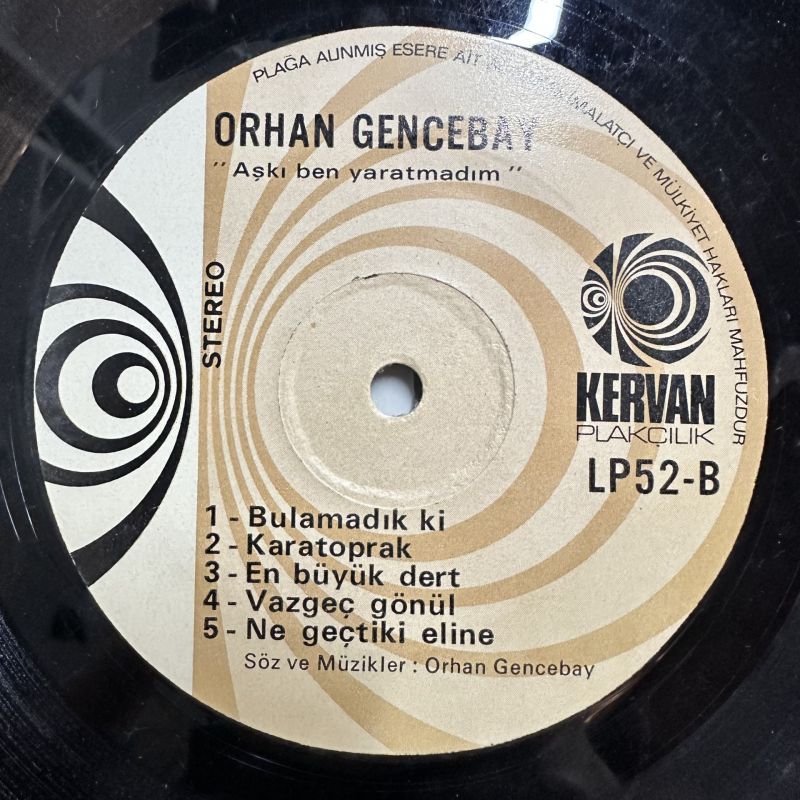 PLAĞA ALINMIŞ ESERE AİT İMALATCI VE MÜLKİYET HAKLARI MAHFUZDUR
ORHAN GENCEBAY
"Aşkı ben yaratmadım"
STEREO
KERVAN
PLAKÇILIK
LP52-B
1 - Bulamadık ki
2 - Karatoprak
3 - En büyük dert
4 - Vazgeç gönül
5 - Ne geçtiki eline
Söz ve Müzikler : Orhan Gencebay